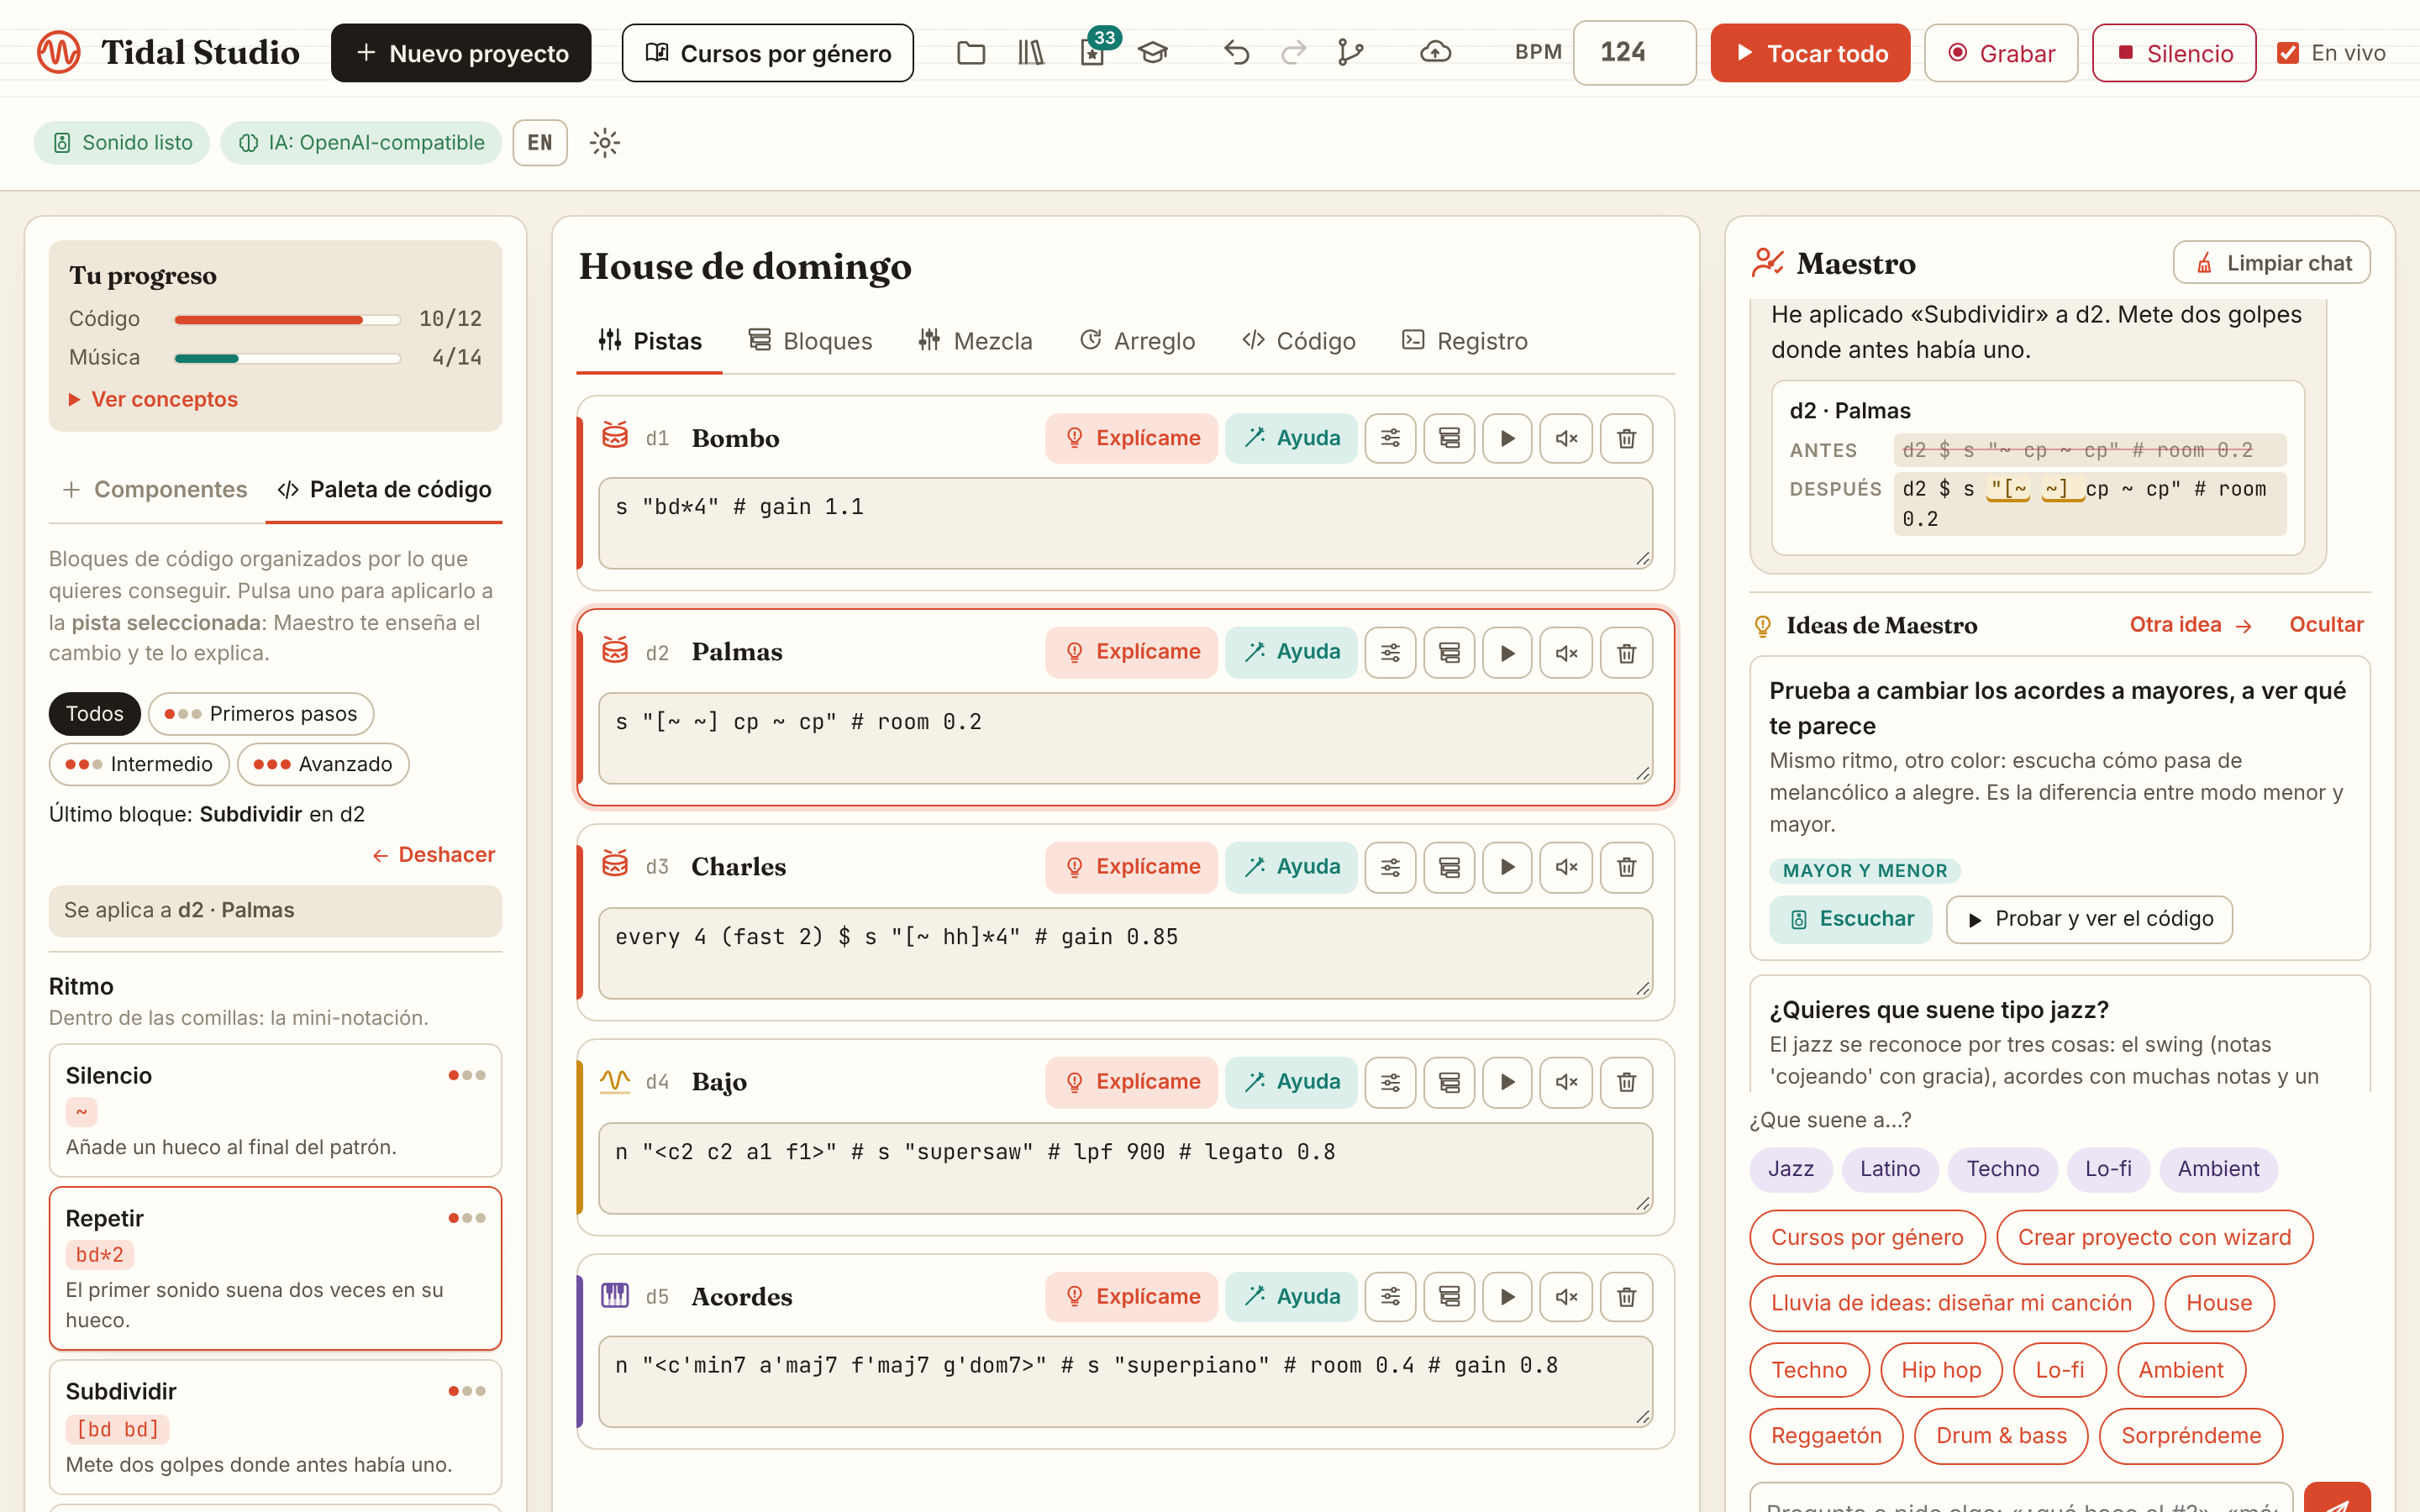 Tidal Studio
+ Nuevo proyecto
Cursos por género
33
BPM
124
Tocar todo
Grabar
Silencio
En vivo
Sonido listo
IA: OpenAI-compatible
EN
Tu progreso
Código 10/12
Música 4/14
Ver conceptos
+ Componentes
Paleta de código
Bloques de código organizados por lo que
quieres conseguir. Pulsa uno para aplicarlo a
la pista seleccionada: Maestro te enseña el
cambio y te lo explica.
Todos
Primeros pasos
Intermedio
Avanzado
Último bloque: Subdividir en d2
← Deshacer
Se aplica a d2 · Palmas
Ritmo
Dentro de las comillas: la mini-notación.
Silencio
~
Añade un hueco al final del patrón.
Repetir
bd*2
El primer sonido suena dos veces en su
hueco.
Subdividir
[bd bd]
Mete dos golpes donde antes había uno.
House de domingo
Pistas
Bloques
Mezcla
Arreglo
Código
Registro
d1 Bombo
Explícame
Ayuda
s "bd*4" # gain 1.1
d2 Palmas
Explícame
Ayuda
s "[~ ~] cp ~ cp" # room 0.2
d3 Charles
Explícame
Ayuda
every 4 (fast 2) $ s "[~ hh]*4" # gain 0.85
d4 Bajo
Explícame
Ayuda
n "<c2 c2 a1 f1>" # s "supersaw" # lpf 900 # legato 0.8
d5 Acordes
Explícame
Ayuda
n "<c'min7 a'maj7 f'maj7 g'dom7>" # s "superpiano" # room 0.4 # gain 0.8
Maestro
Limpiar chat
He aplicado «Subdividir» a d2. Mete dos golpes
donde antes había uno.
d2 · Palmas
ANTES d2 $ s "~ cp ~ cp" # room 0.2
DESPUÉS d2 $ s "[~ ~] cp ~ cp" # room
0.2
Ideas de Maestro
Otra idea →
Ocultar
Prueba a cambiar los acordes a mayores, a ver qué
te parece
Mismo ritmo, otro color: escucha cómo pasa de
melancólico a alegre. Es la diferencia entre modo menor y
mayor.
MAYOR Y MENOR
Escuchar
Probar y ver el código
¿Quieres que suene tipo jazz?
El jazz se reconoce por tres cosas: el swing (notas
'cojeando' con gracia), acordes con muchas notas y un
¿Que suene a...?
Jazz
Latino
Techno
Lo-fi
Ambient
Cursos por género
Crear proyecto con wizard
Lluvia de ideas: diseñar mi canción
House
Techno
Hip hop
Lo-fi
Ambient
Reggaetón
Drum & bass
Sorpréndeme
Pregunta o pide algo: «¿qué hace el #?»